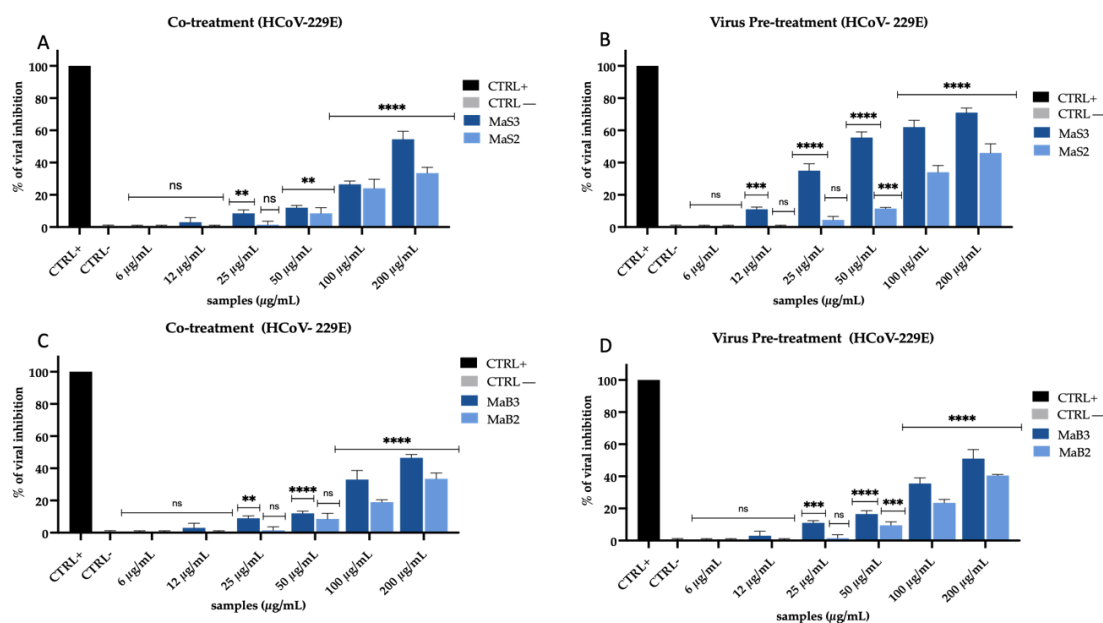 A
Co-treatment (HCoV-229E)
% of viral inhibition
100
80
60
40
20
0
ns
**
ns
**
****
CTRL+
CTRL —
MaS3
MaS2
CTRL+
CTRL-
6 µg/mL
12 µg/mL
25 µg/mL
50 µg/mL
100 µg/mL
200 µg/mL
samples (µg/mL)
B
Virus Pre-treatment (HCoV- 229E)
% of viral inhibition
100
80
60
40
20
0
ns
***
ns
****
ns
****
***
****
CTRL+
CTRL —
MaS3
MaS2
CTRL+
CTRL-
6 µg/mL
12 µg/mL
25 µg/mL
50 µg/mL
100 µg/mL
200 µg/mL
samples (µg/mL)
C
Co-treatment (HCoV- 229E)
% of viral inhibition
100
80
60
40
20
0
ns
**
ns
****
ns
****
CTRL+
CTRL —
MaB3
MaB2
CTRL+
CTRL-
6 µg/mL
12 µg/mL
25 µg/mL
50 µg/mL
100 µg/mL
200 µg/mL
samples (µg/mL)
D
Virus Pre-treatment (HCoV-229E)
% of viral inhibition
100
80
60
40
20
0
ns
***
ns
****
***
****
CTRL+
CTRL —
MaB3
MaB2
CTRL+
CTRL-
6 µg/mL
12 µg/mL
25 µg/mL
50 µg/mL
100 µg/mL
200 µg/mL
samples (µg/mL)